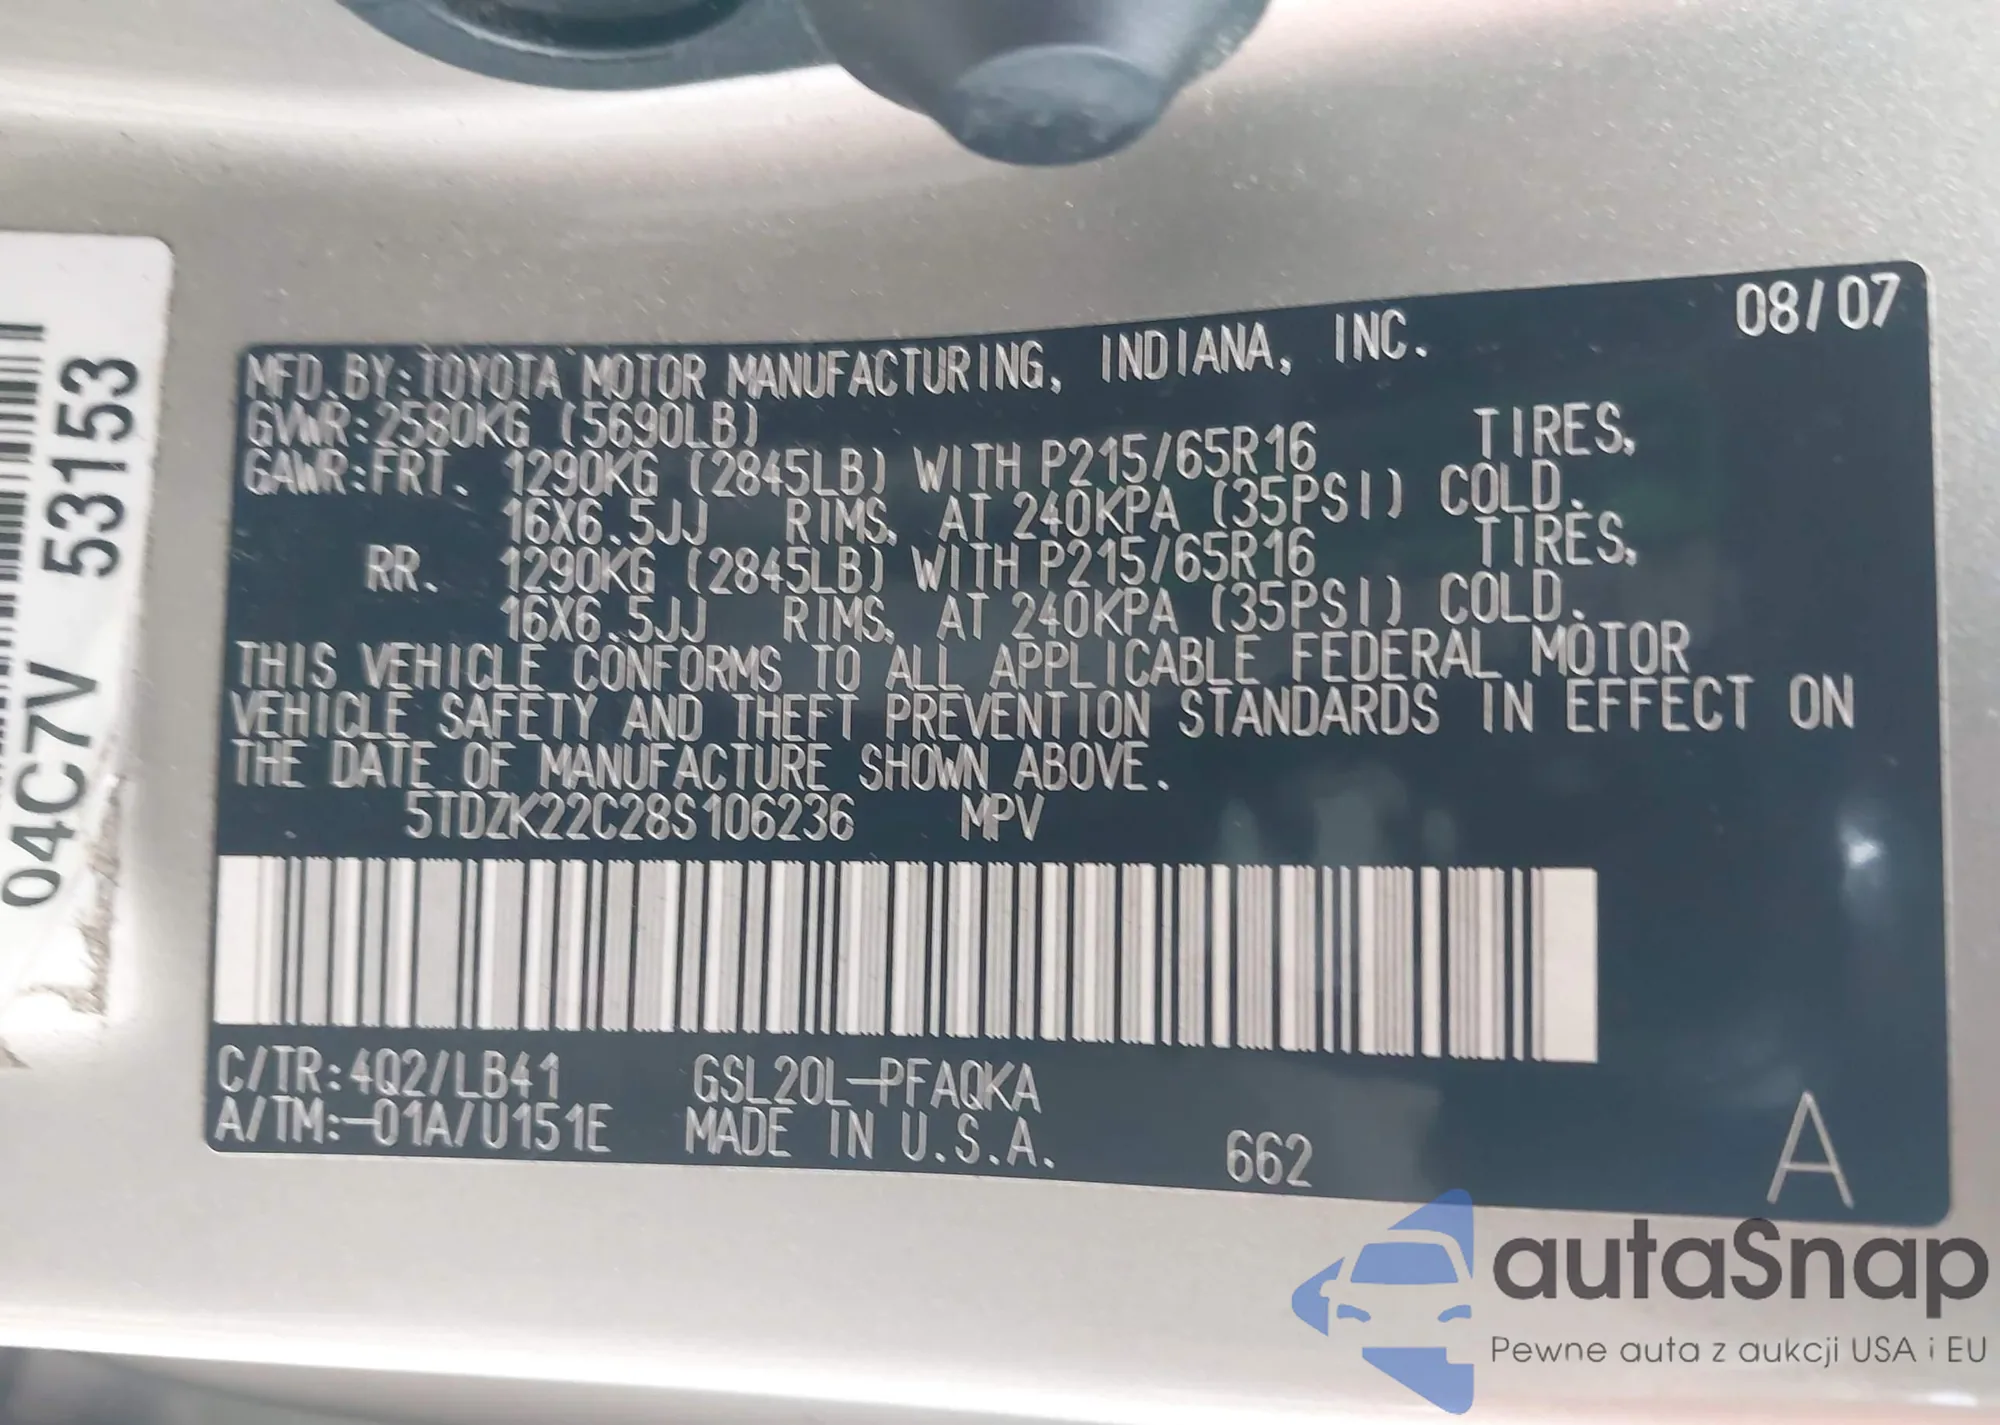 08/07
MFD.BY:TOYOTA MOTOR MANUFACTURING, INDIANA, INC.
GVWR:2580KG (5690LB)
GAWR:FRT. 1290KG (2845LB) WITH P215/65R16 TIRES,
16X6.5JJ RIMS, AT 240KPA (35PSI) COLD.
RR. 1290KG (2845LB) WITH P215/65R16 TIRES,
16X6.5JJ RIMS, AT 240KPA (35PSI) COLD.
THIS VEHICLE CONFORMS TO ALL APPLICABLE FEDERAL MOTOR
VEHICLE SAFETY AND THEFT PREVENTION STANDARDS IN EFFECT ON
THE DATE OF MANUFACTURE SHOWN ABOVE.
5TDZK22C28S106236 MPV
C/TR:4Q2/LB41 GSL20L-PFAQKA
A/TM:-01A/U151E MADE IN U.S.A. 662 A
04C7V 53153
autaSnap
Pewne auta z aukcji USA i EU